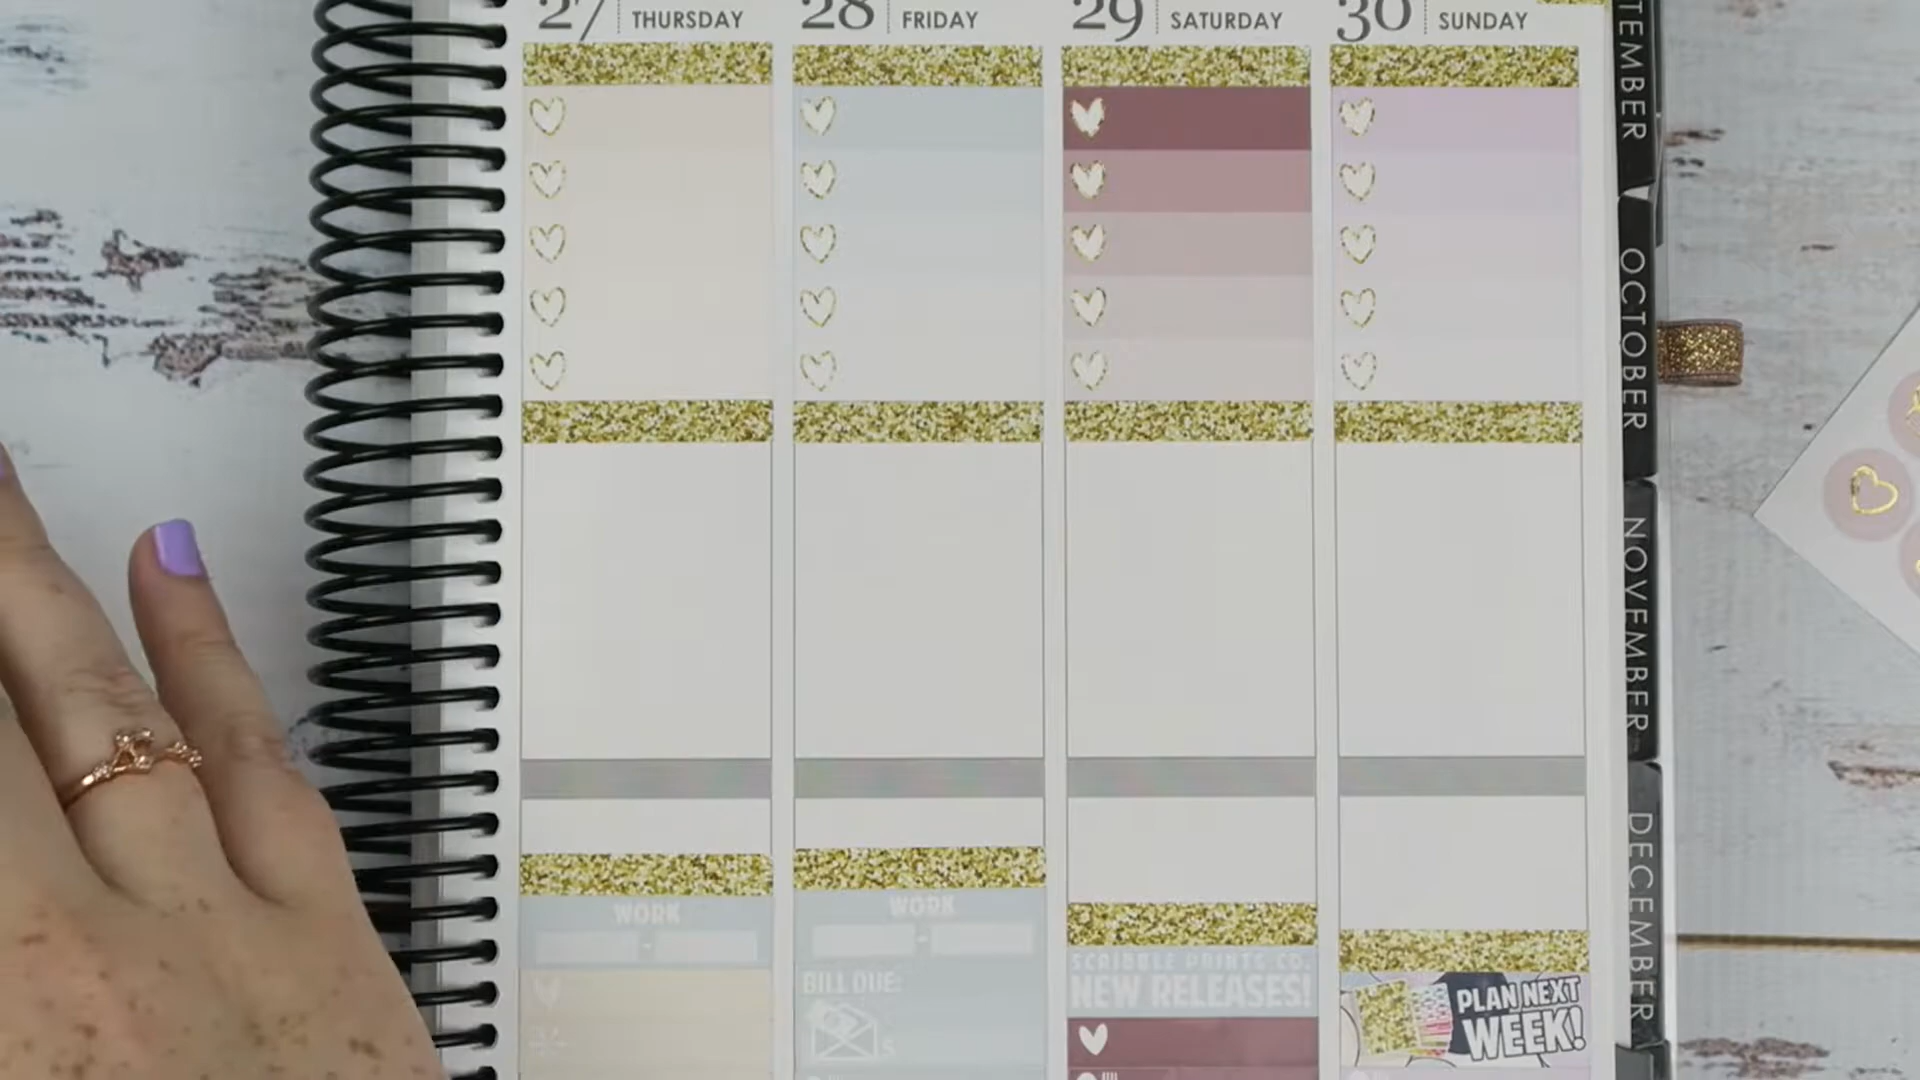 27 THURSDAY
28 FRIDAY
29 SATURDAY
30 SUNDAY
TEMBER
OCTOBER
NOVEMBER
DECEMBER
WORK
-
WORK
-
BILL DUE:
$
SCRIBBLE PRINTS CO.
NEW RELEASES!
PLAN NEXT
WEEK!